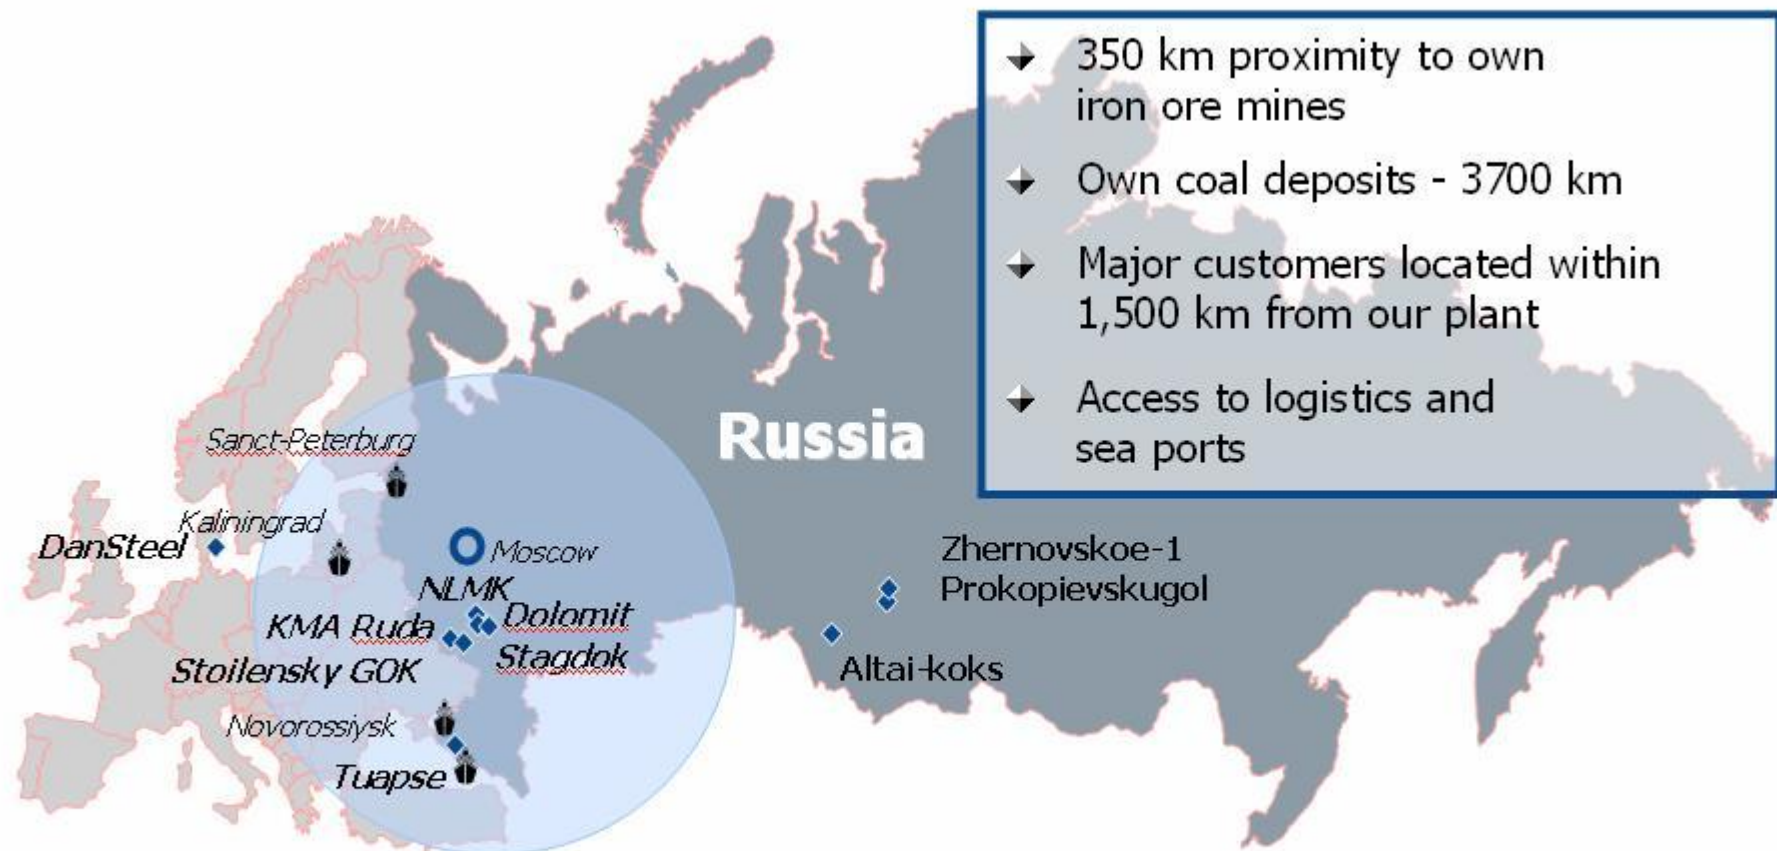 350 km proximity to own
iron ore mines
Own coal deposits - 3700 km
Major customers located within
1,500 km from our plant
Access to logistics and
sea ports
Russia
Sanct-Peterburg
Kaliningrad
DanSteel
Moscow
NLMK
KMA Ruda
Dolomit
Stoilensky GOK
Stagdok
Novorossiysk
Tuapse
Zhernovskoe-1
Prokopievskugol
Altai-koks